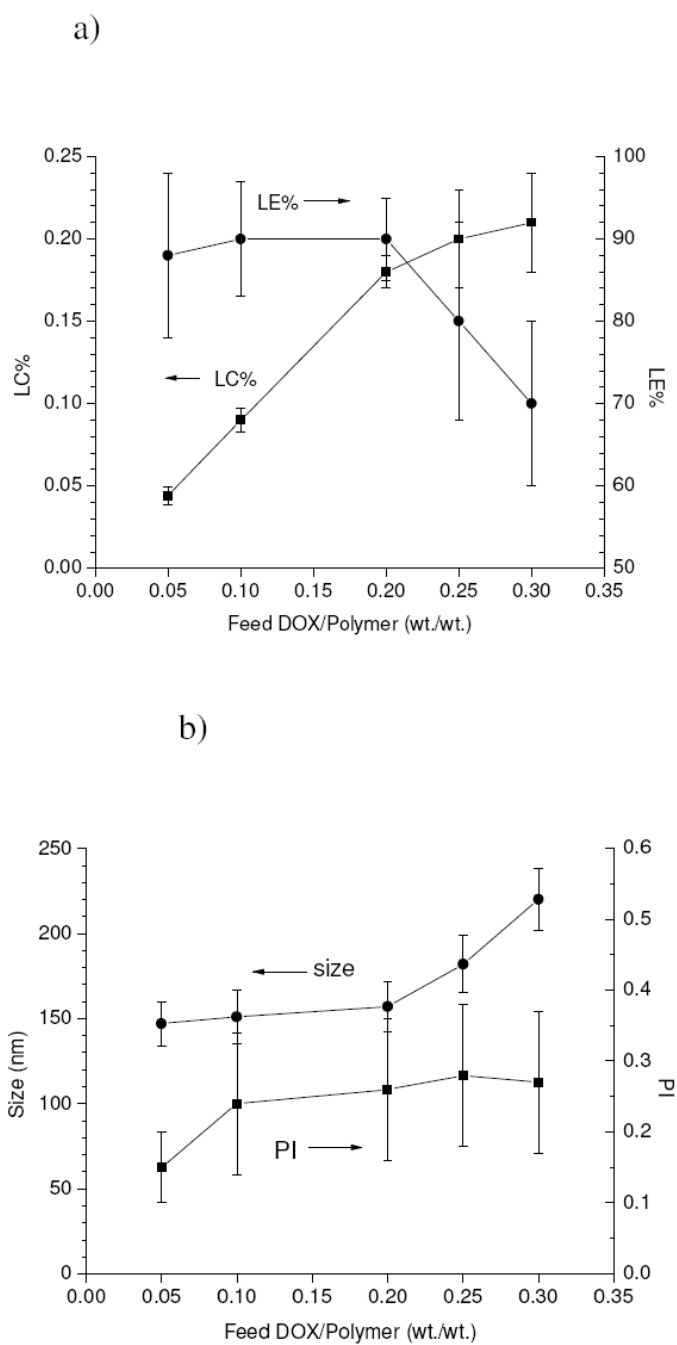 a)
0.25
0.20
0.15
0.10
0.05
0.00
LC%
100
90
80
70
60
50
LE%
LE%
LC%
0.00 0.05 0.10 0.15 0.20 0.25 0.30 0.35
Feed DOX/Polymer (wt./wt.)
b)
250
200
150
100
50
0
Size (nm)
0.6
0.5
0.4
0.3
0.2
0.1
0.0
PI
size
PI
0.00 0.05 0.10 0.15 0.20 0.25 0.30 0.35
Feed DOX/Polymer (wt./wt.)